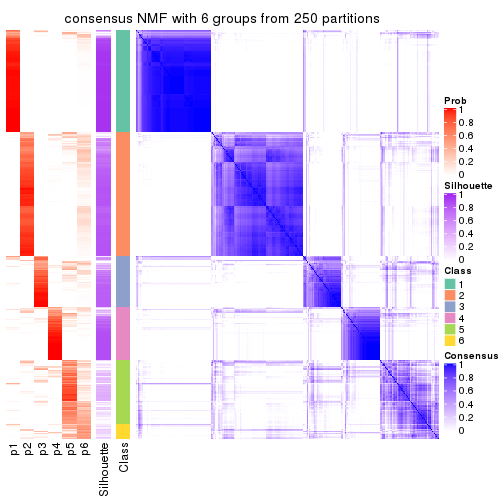 consensus NMF with 6 groups from 250 partitions
Prob
1
0.8
0.6
0.4
0.2
0
Silhouette
1
0.8
0.6
0.4
0.2
0
Class
1
2
3
4
5
6
Consensus
1
0.8
0.6
0.4
0.2
0
p1
p2
p3
p4
p5
p6
Silhouette
Class